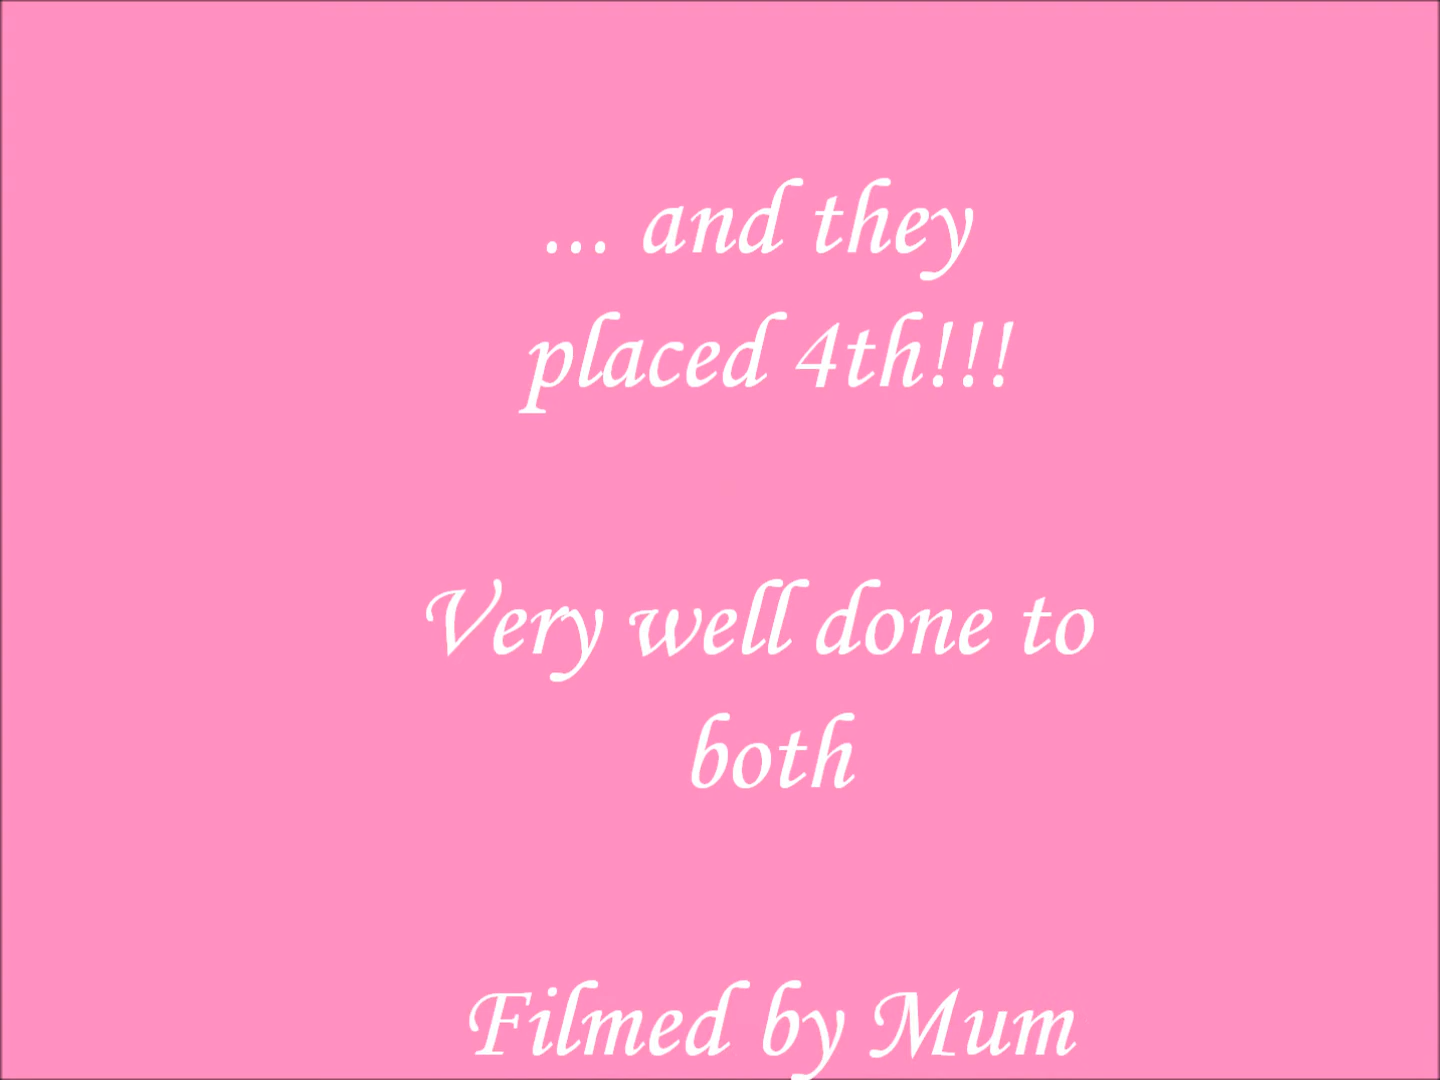 ... and they
placed 4th!!!
Very well done to
both
Filmed by Mum